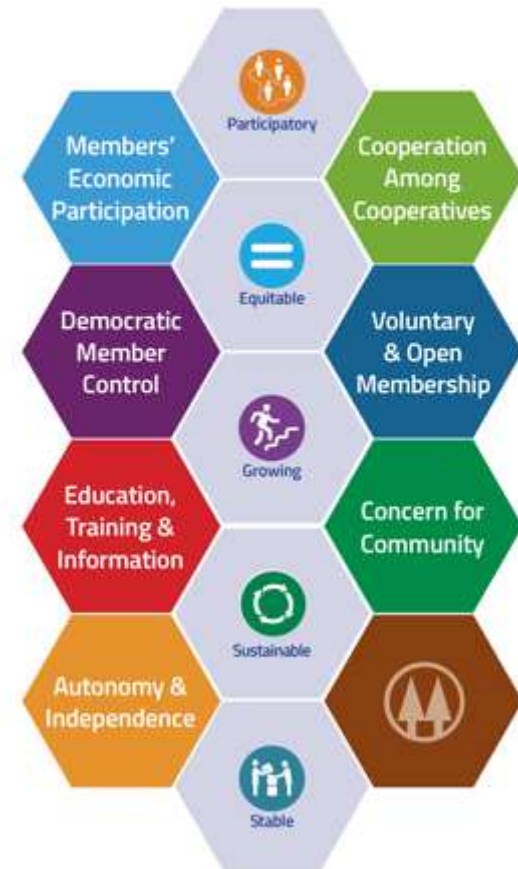 Participatory
Members'
Economic
Participation
Cooperation
Among
Cooperatives
Equitable
Democratic
Member
Control
Voluntary
& Open
Membership
Growing
Education,
Training &
Information
Concern for
Community
Sustainable
Autonomy &
Independence
Stable